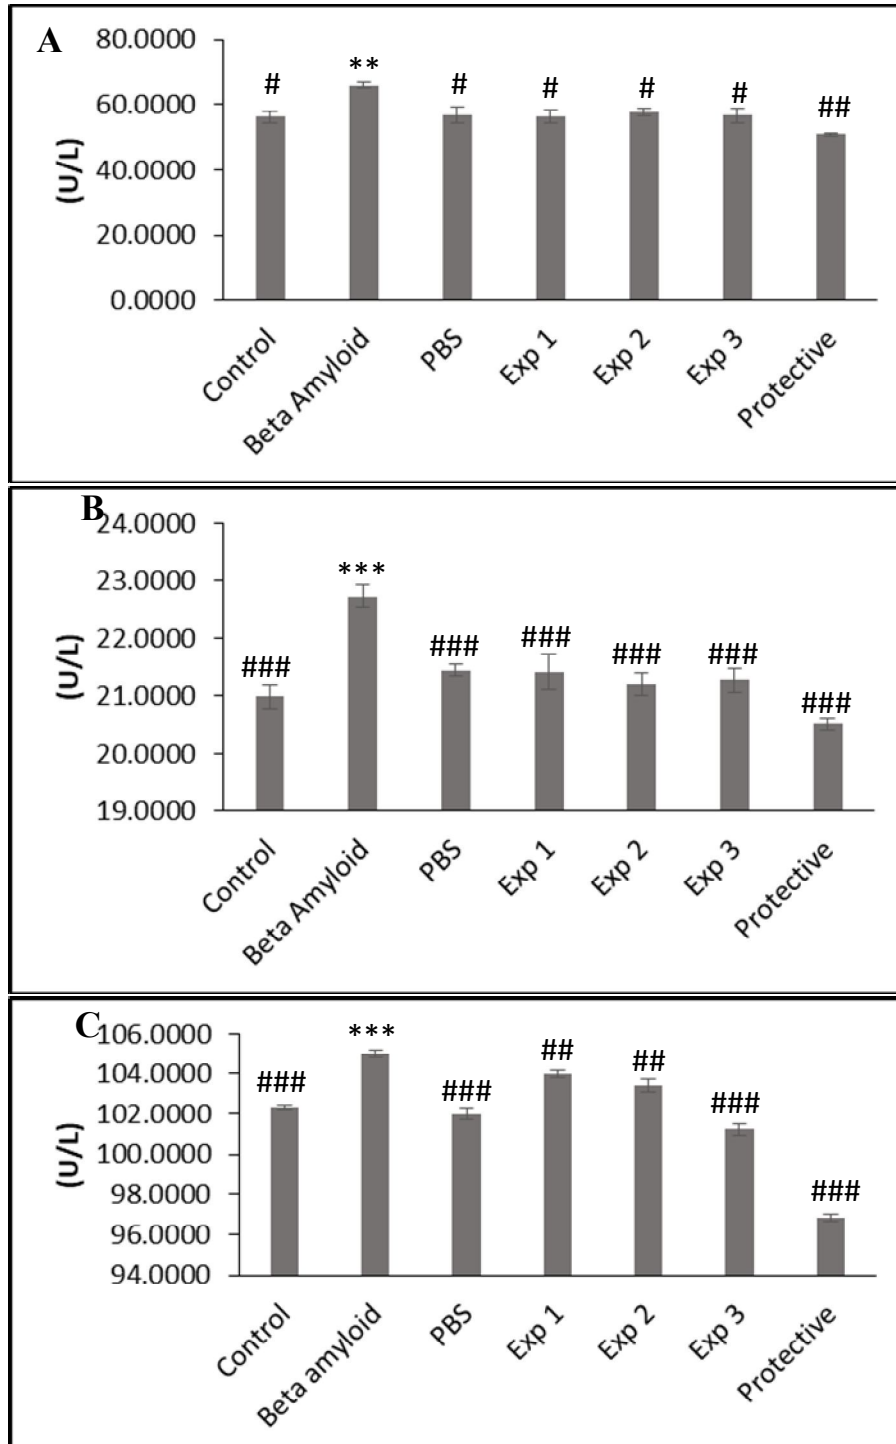 A
80.0000
60.0000
40.0000
20.0000
0.0000
(U/L)
# ** # # # # ##
Control Beta Amyloid PBS Exp 1 Exp 2 Exp 3 Protective
B
24.0000
23.0000
22.0000
21.0000
20.0000
19.0000
(U/L)
### *** ### ### ### ### ###
Control Beta Amyloid PBS Exp 1 Exp 2 Exp 3 Protective
C
106.0000
104.0000
102.0000
100.0000
98.0000
96.0000
94.0000
(U/L)
### *** ### ## ## ### ###
Control Beta amyloid PBS Exp 1 Exp 2 Exp 3 Protective